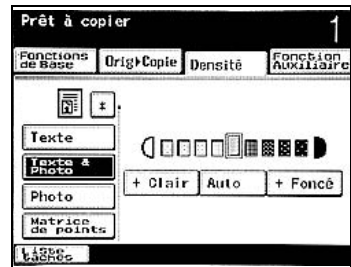 Prêt à copier 1
Fonctions de Base
Orig▸Copie
Densité
Fonction Auxiliaire
Texte
Texte & Photo
Photo
Matrice de points
+ Clair
Auto
+ Foncé
Liste tâches